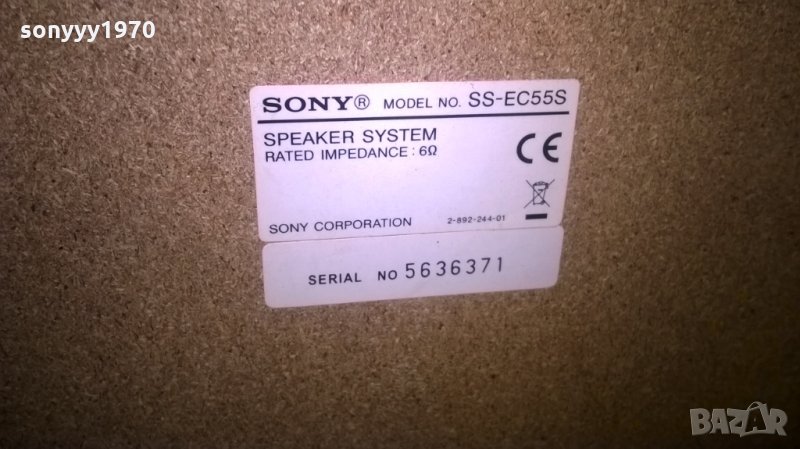 sonyyy1970
SONY® MODEL NO. SS-EC55S
SPEAKER SYSTEM
RATED IMPEDANCE : 6Ω
CE
SONY CORPORATION 2-892-244-01
SERIAL NO 5636371
BAZAR